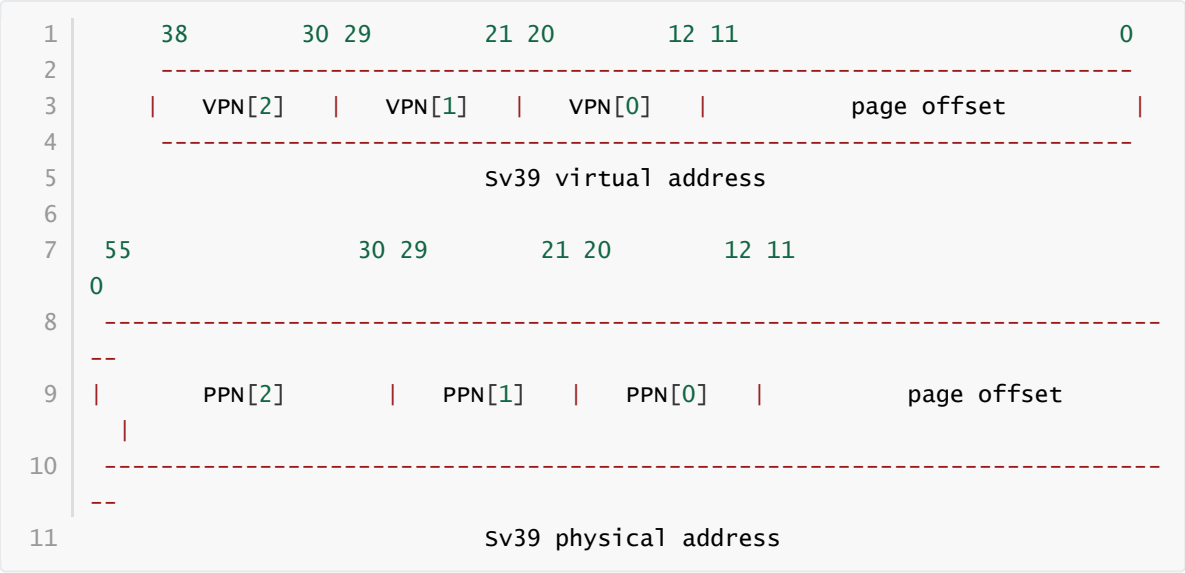 1 38 30 29 21 20 12 11 0
2 ---------------------------------------------------------------------
3 | VPN[2] | VPN[1] | VPN[0] | page offset |
4 ---------------------------------------------------------------------
5 Sv39 virtual address
6
7 55 30 29 21 20 12 11
0
8 ---------------------------------------------------------------------------
--
9 | PPN[2] | PPN[1] | PPN[0] | page offset
|
10 ---------------------------------------------------------------------------
--
11 Sv39 physical address